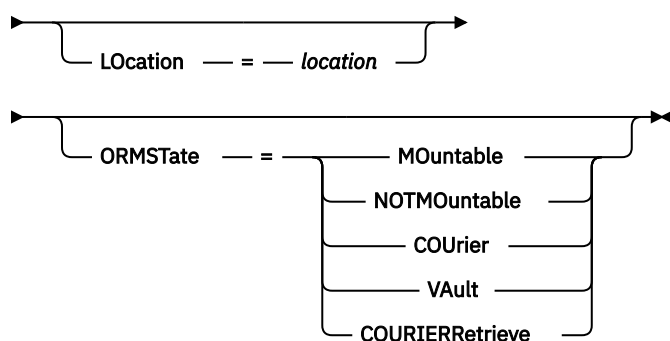 LOcation = location
ORMSTate = MOuntable
NOTMOuntable
COUrier
VAult
COURIERRetrieve